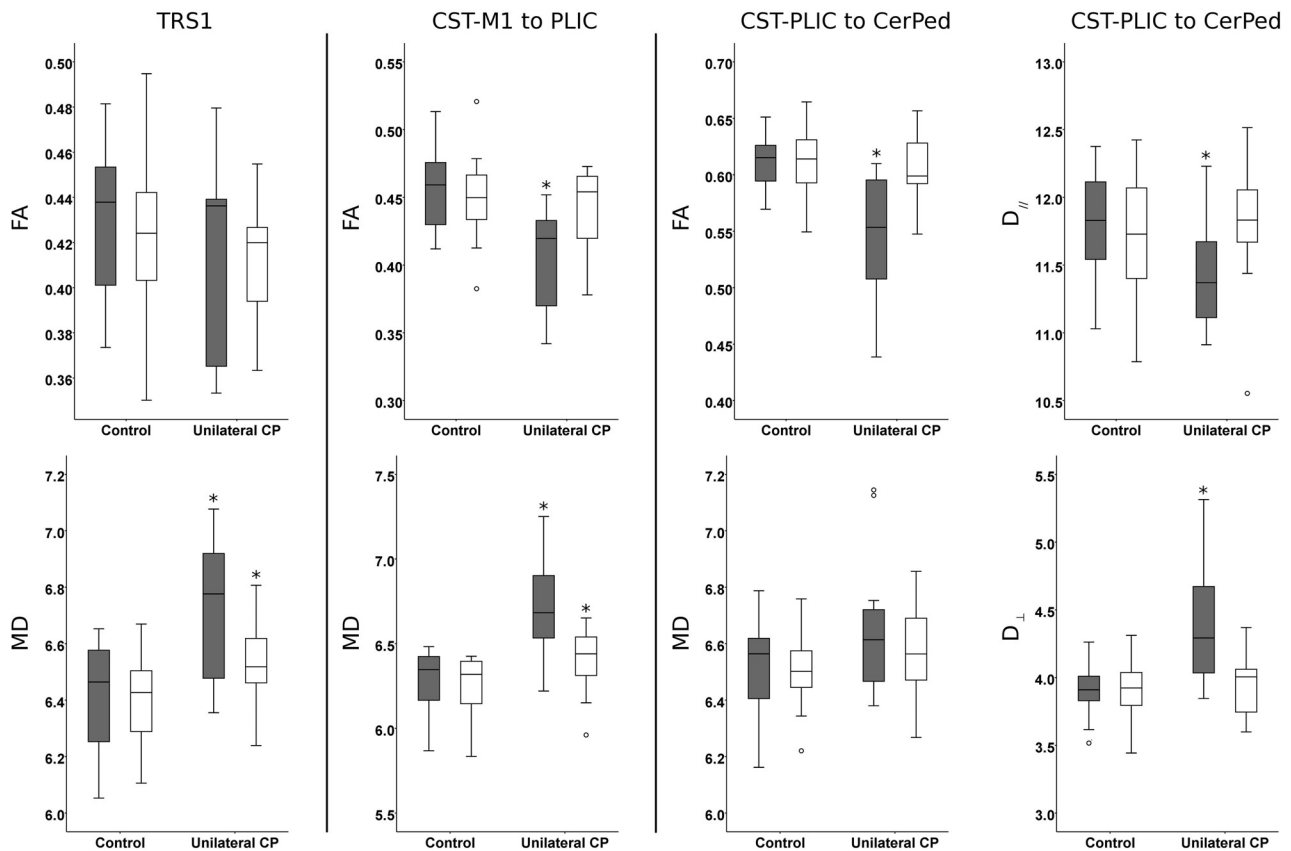 TRS1
CST-M1 to PLIC
CST-PLIC to CerPed
CST-PLIC to CerPed
FA
0.50
0.48
0.46
0.44
0.42
0.40
0.38
0.36
Control
Unilateral CP
FA
0.55
0.50
0.45
0.40
0.35
0.30
*
Control
Unilateral CP
FA
0.70
0.65
0.60
0.55
0.50
0.45
0.40
*
Control
Unilateral CP
D//
13.0
12.5
12.0
11.5
11.0
10.5
*
Control
Unilateral CP
MD
7.2
7.0
6.8
6.6
6.4
6.2
6.0
*
*
Control
Unilateral CP
MD
7.5
7.0
6.5
6.0
5.5
*
*
Control
Unilateral CP
MD
7.2
7.0
6.8
6.6
6.4
6.2
6.0
Control
Unilateral CP
D⊥
5.5
5.0
4.5
4.0
3.5
3.0
*
Control
Unilateral CP